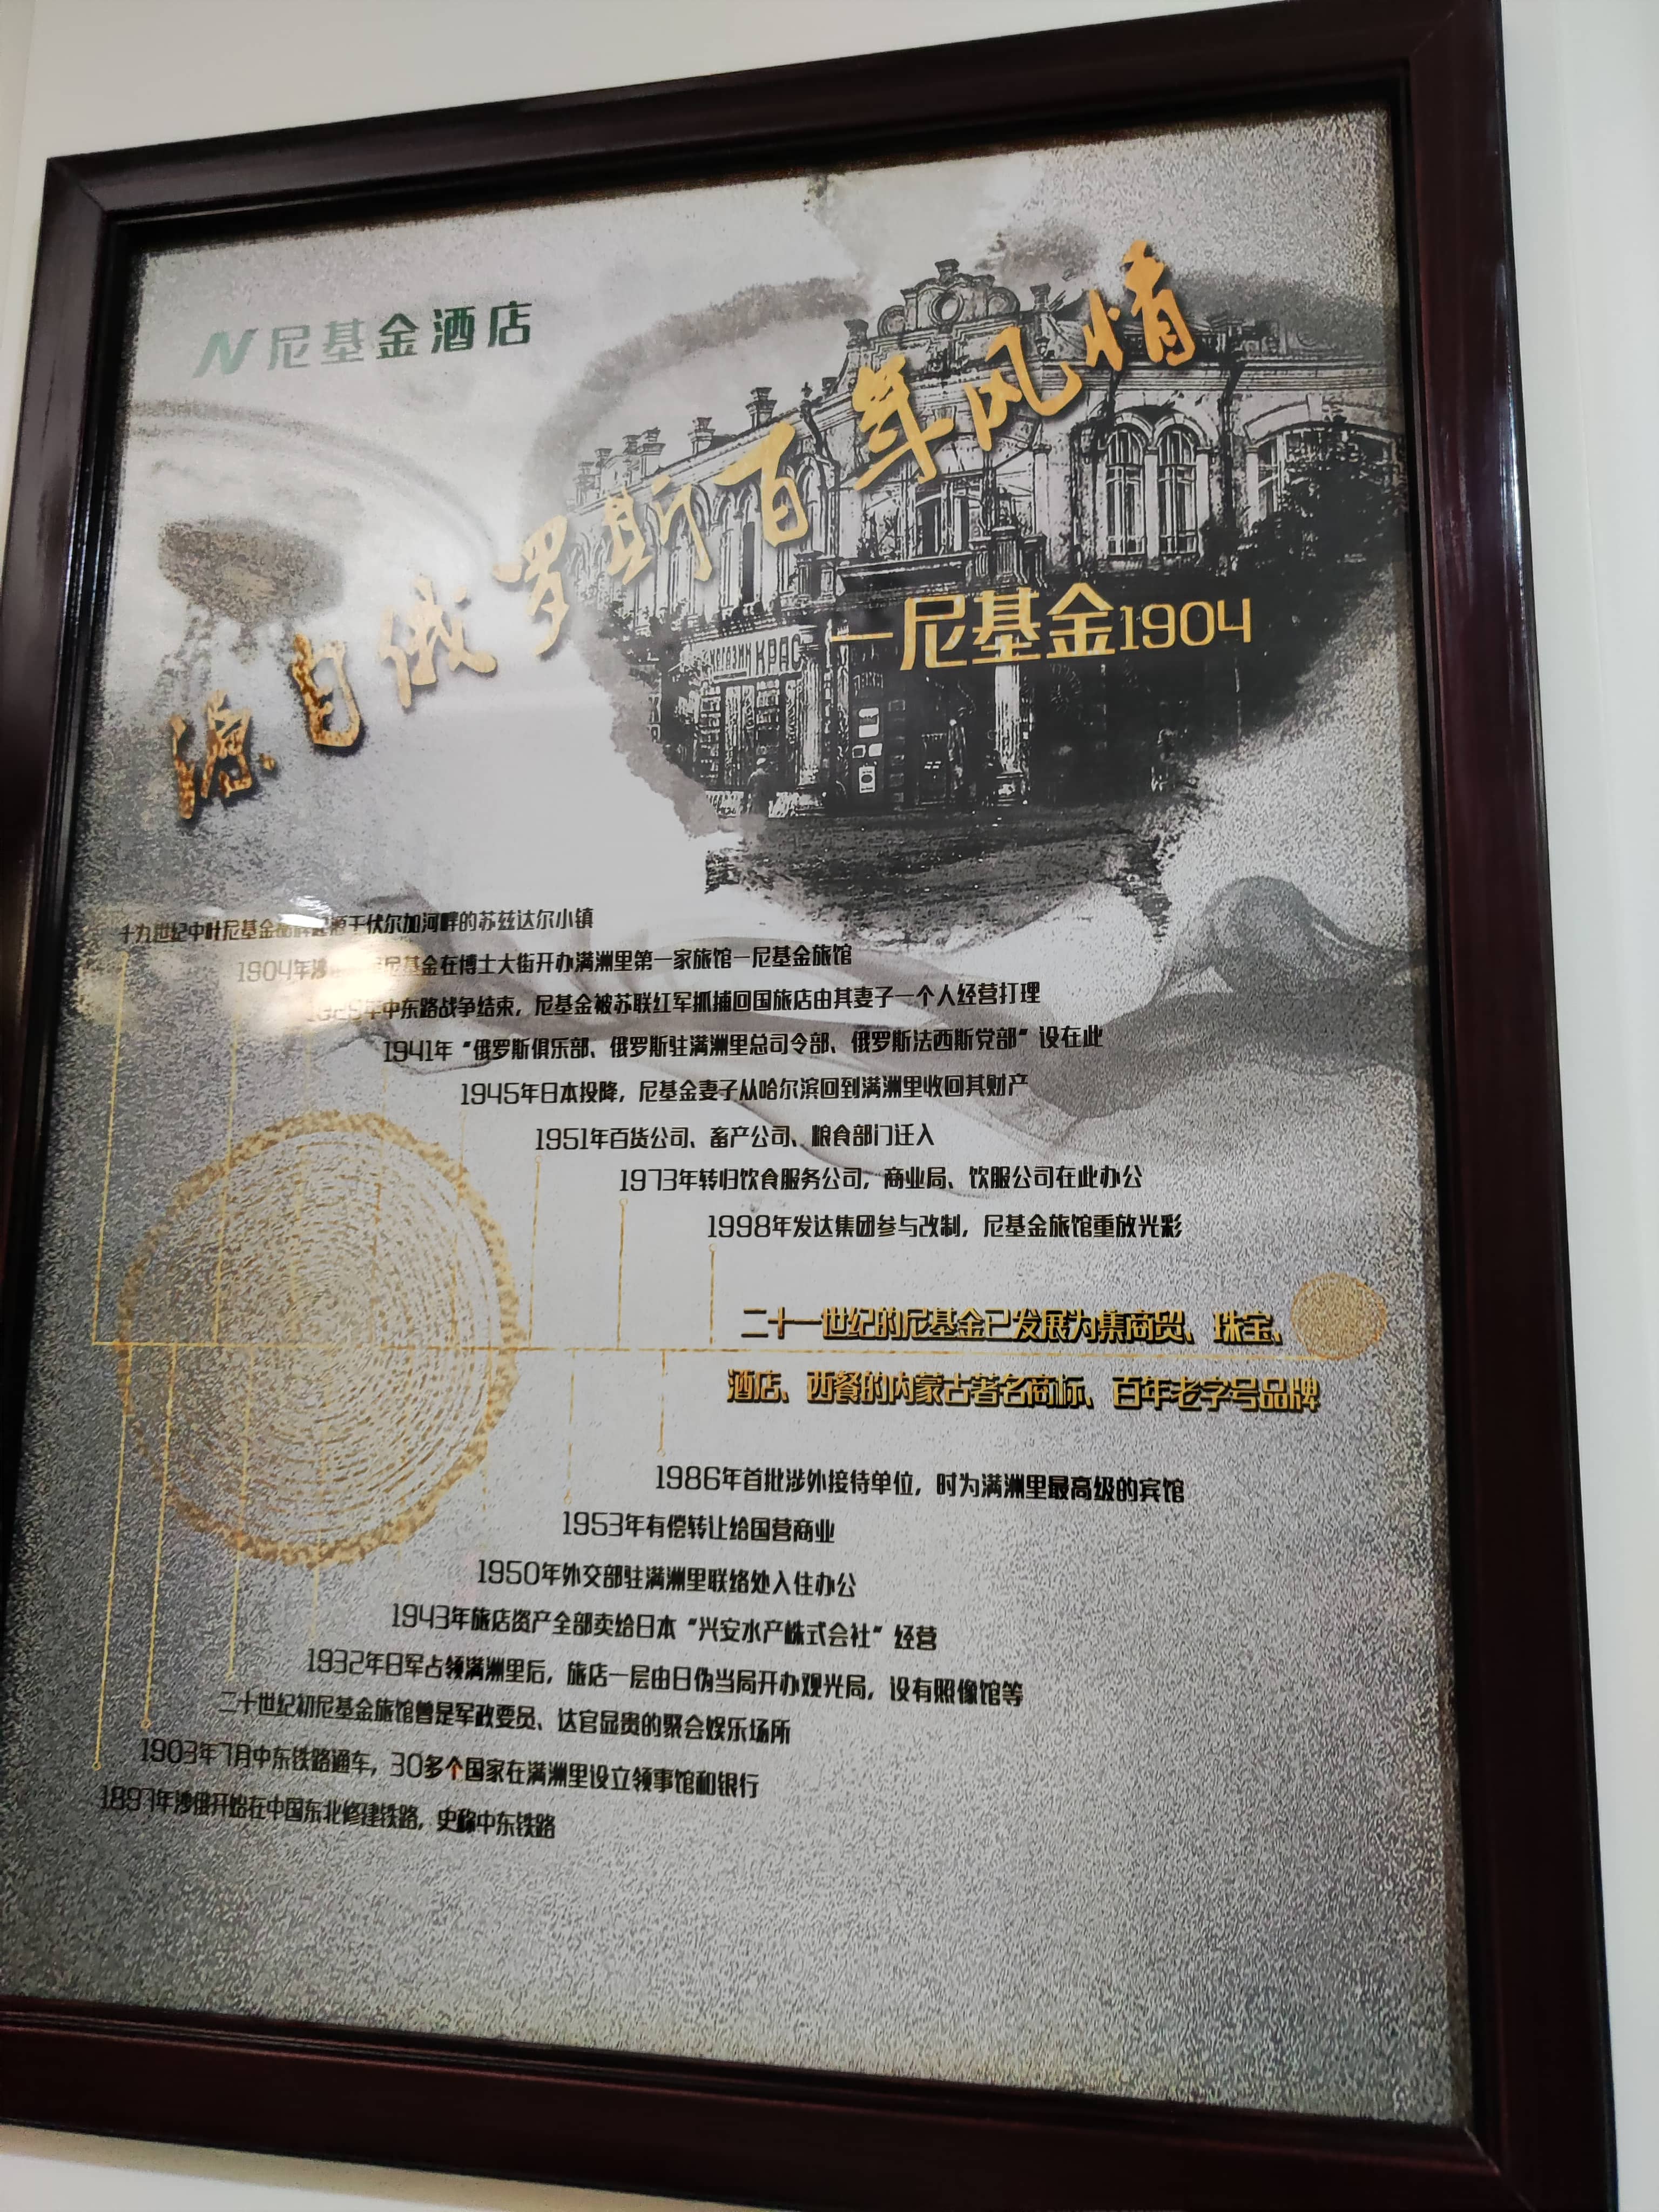 N尼基金酒店
源自俄罗斯百年风情
—尼基金1904
МАГАЗИН КРАС
十九世纪中叶尼基金品牌起源于伏尔加河畔的苏兹达尔小镇
1904年 尼基金在博士大街开办满洲里第一家旅馆—尼基金旅馆
年中东路战争结束，尼基金被苏联红军抓捕回国旅店由其妻子一个人经营打理
1941年“俄罗斯俱乐部、俄罗斯驻满洲里总司令部、俄罗斯法西斯党部”设在此
1945年日本投降，尼基金妻子从哈尔滨回到满洲里收回其财产
1951年百货公司、畜产公司、粮食部门迁入
1973年转归饮食服务公司；商业局、饮服公司在此办公
1998年发达集团参与改制，尼基金旅馆重放光彩
二十一世纪的尼基金已发展为集商贸、珠宝、
酒店、西餐的内蒙古著名商标、百年老字号品牌
1986年首批涉外接待单位，时为满洲里最高级的宾馆
1953年有偿转让给国营商业
1950年外交部驻满洲里联络处入住办公
1943年旅店资产全部卖给日本“兴安水产株式会社”经营
1932年日军占领满洲里后，旅店一层由日伪当局开办观光局，设有照像馆等
二十世纪初尼基金旅馆曾是军政要员、达官显贵的聚会娱乐场所
1903年7月中东铁路通车，30多个国家在满洲里设立领事馆和银行
1897年涉俄开始在中国东北修建铁路，史称中东铁路